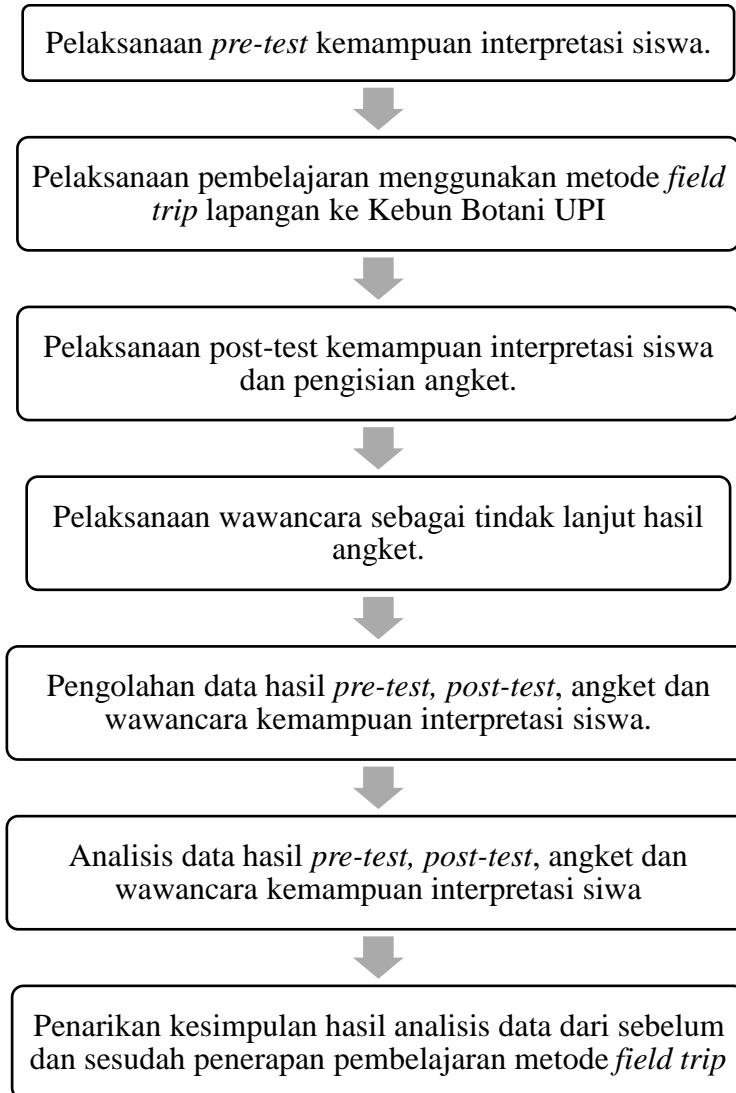 Pelaksanaan pre-test kemampuan interpretasi siswa.
Pelaksanaan pembelajaran menggunakan metode field
trip lapangan ke Kebun Botani UPI
Pelaksanaan post-test kemampuan interpretasi siswa
dan pengisian angket.
Pelaksanaan wawancara sebagai tindak lanjut hasil
angket.
Pengolahan data hasil pre-test, post-test, angket dan
wawancara kemampuan interpretasi siswa.
Analisis data hasil pre-test, post-test, angket dan
wawancara kemampuan interpretasi siwa
Penarikan kesimpulan hasil analisis data dari sebelum
dan sesudah penerapan pembelajaran metode field trip